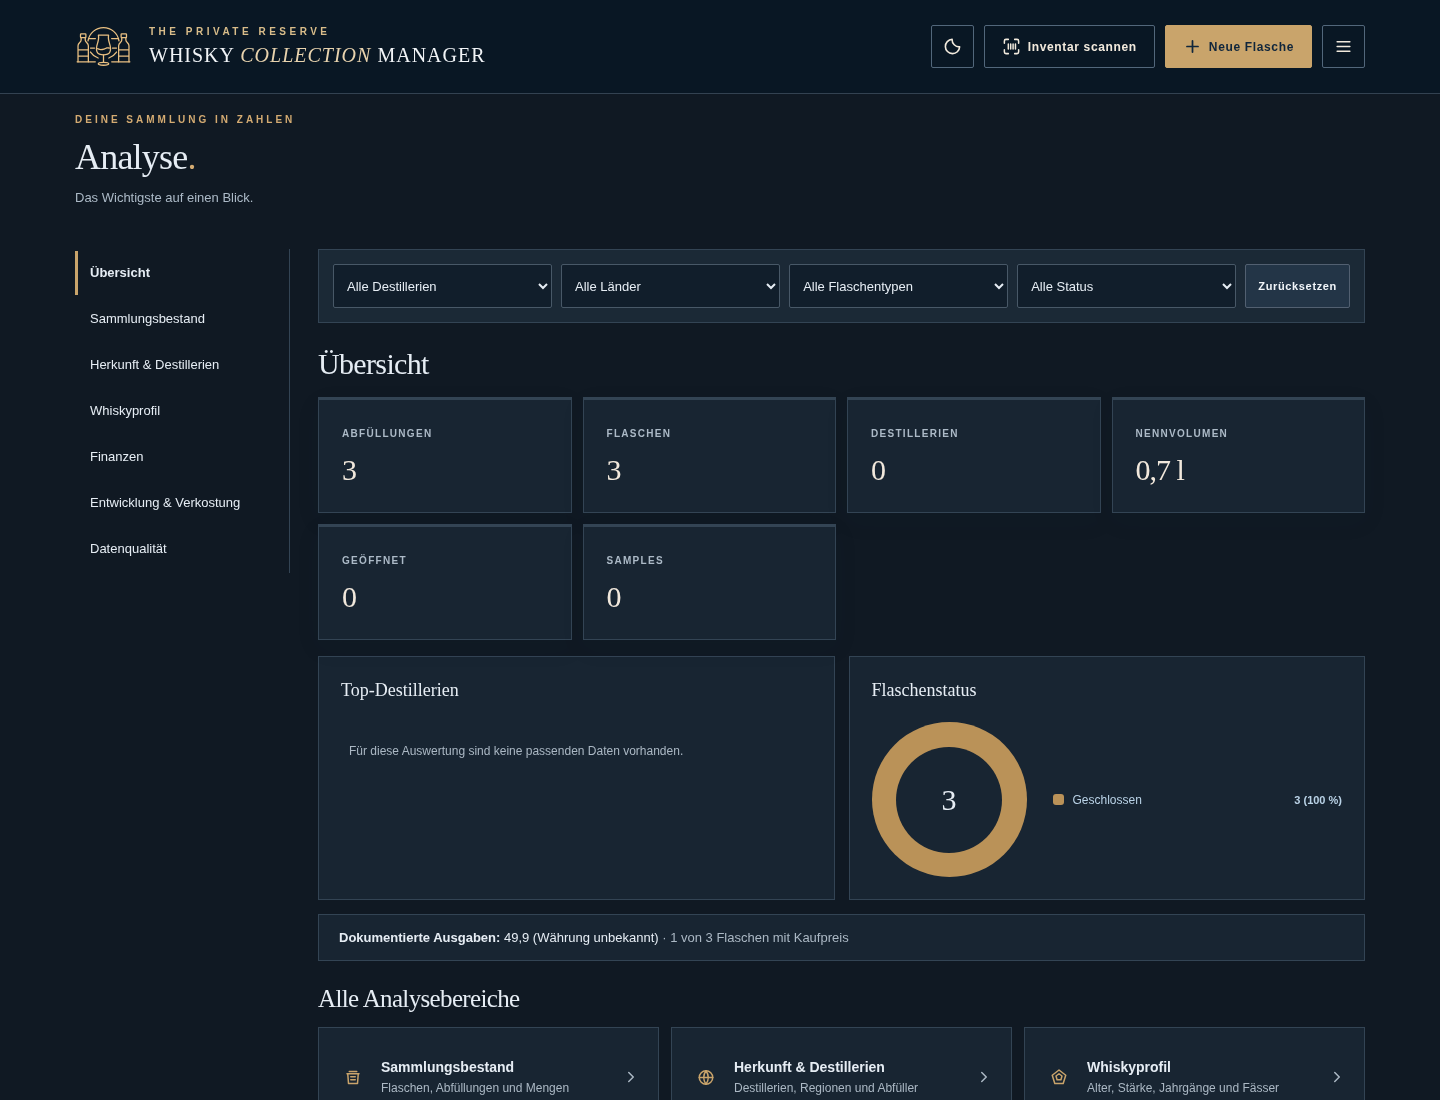 THE PRIVATE RESERVE
WHISKY COLLECTION MANAGER
Inventar scannen
Neue Flasche
DEINE SAMMLUNG IN ZAHLEN
Analyse.
Das Wichtigste auf einen Blick.
Übersicht
Sammlungsbestand
Herkunft & Destillerien
Whiskyprofil
Finanzen
Entwicklung & Verkostung
Datenqualität
Alle Destillerien
Alle Länder
Alle Flaschentypen
Alle Status
Zurücksetzen
Übersicht
ABFÜLLUNGEN
3
FLASCHEN
3
DESTILLERIEN
0
NENNVOLUMEN
0,7 l
GEÖFFNET
0
SAMPLES
0
Top-Destillerien
Für diese Auswertung sind keine passenden Daten vorhanden.
Flaschenstatus
3
Geschlossen
3 (100 %)
Dokumentierte Ausgaben: 49,9 (Währung unbekannt) · 1 von 3 Flaschen mit Kaufpreis
Alle Analysebereiche
Sammlungsbestand
Flaschen, Abfüllungen und Mengen
Herkunft & Destillerien
Destillerien, Regionen und Abfüller
Whiskyprofil
Alter, Stärke, Jahrgänge und Fässer